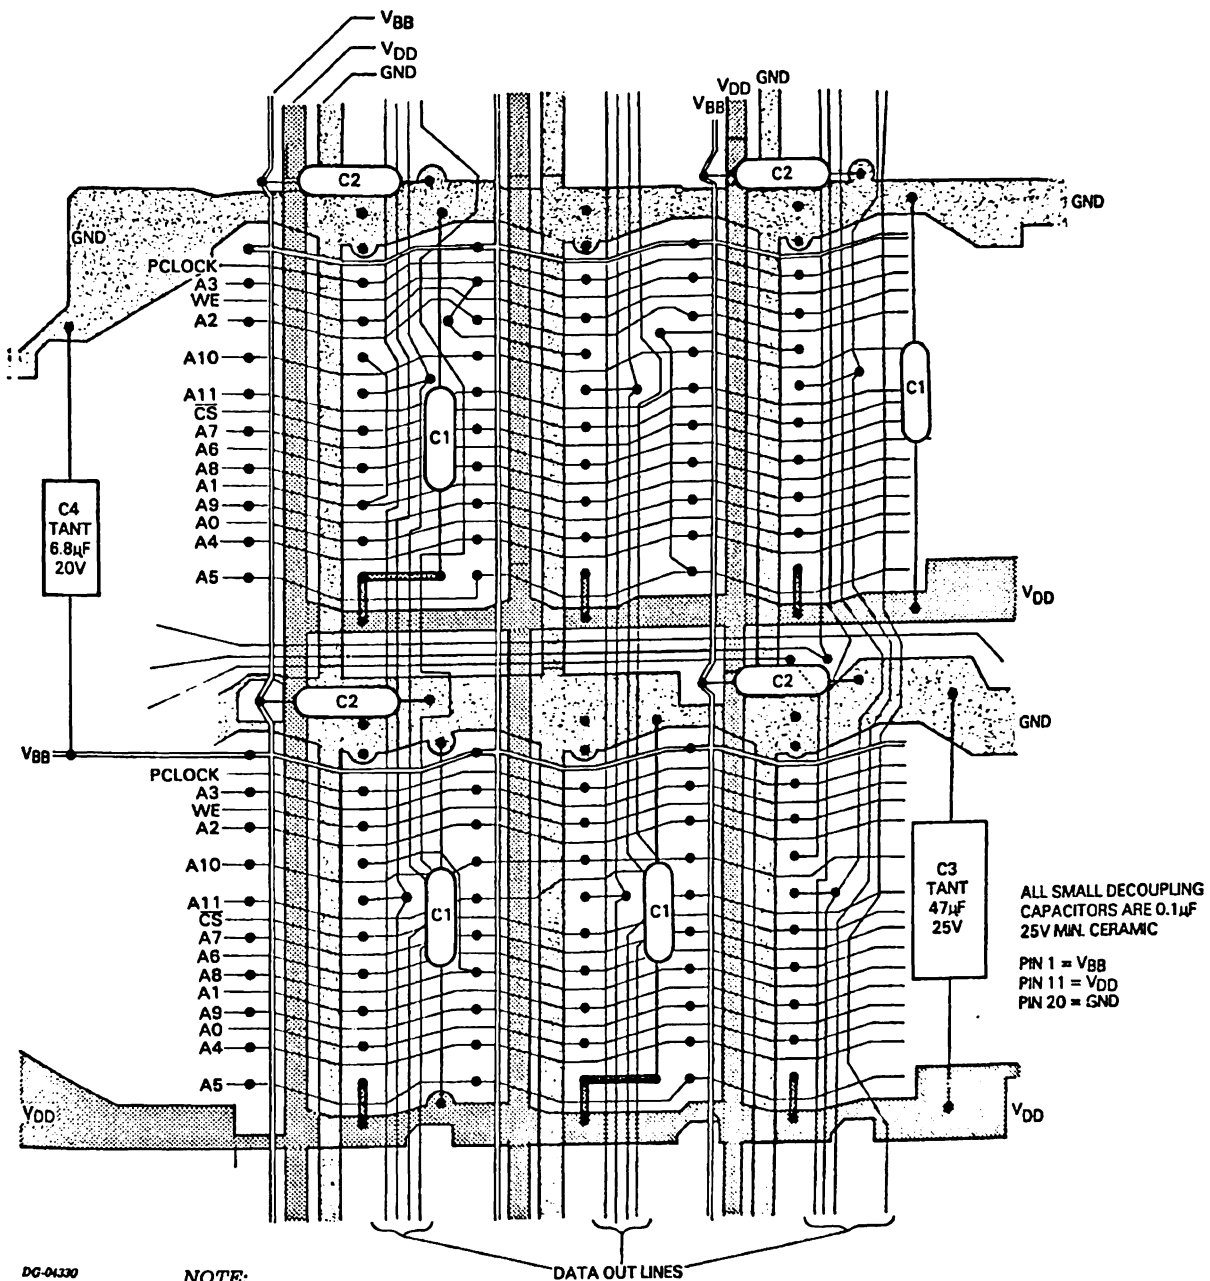 VBB
VDD
GND
VDD GND
VBB
C2
C2
GND
GND
PCLOCK
A3
WE
A2
A10
A11
CS
A7
A6
A8
A1
A9
A0
A4
A5
C1
C1
C4
TANT
6.8µF
20V
VDD
C2
C2
GND
VBB
PCLOCK
A3
WE
A2
A10
A11
CS
A7
A6
A8
A1
A9
A0
A4
A5
C1
C1
C3
TANT
47µF
25V
ALL SMALL DECOUPLING
CAPACITORS ARE 0.1µF
25V MIN. CERAMIC
PIN 1 = VBB
PIN 11 = VDD
PIN 20 = GND
VDD
VDD
DATA OUT LINES
DG-04330
NOTE: